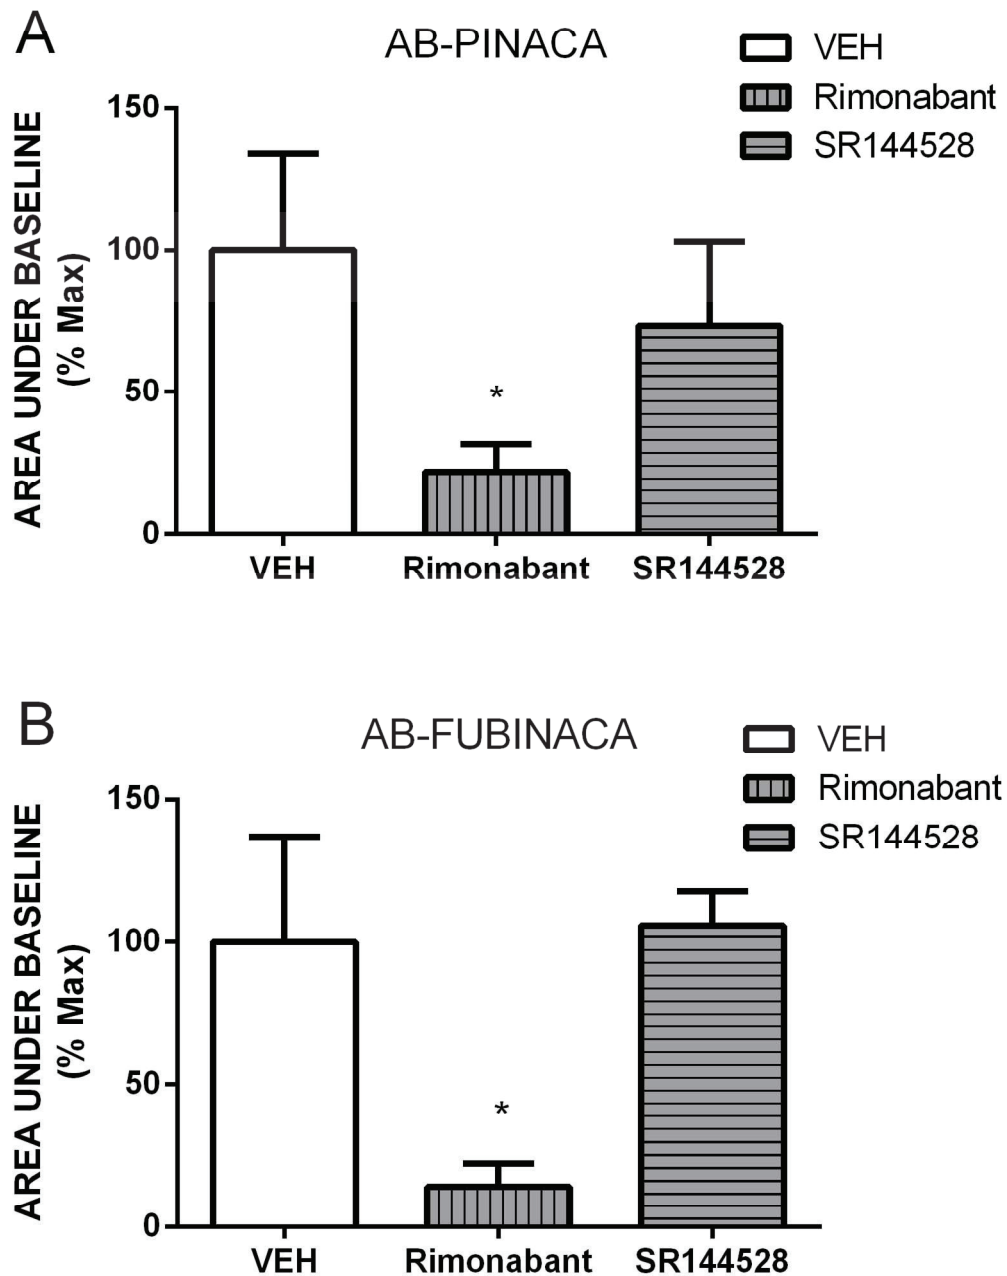 A
AB-PINACA
VEH
Rimonabant
SR144528
AREA UNDER BASELINE
(% Max)
150
100
50
0
*
VEH
Rimonabant
SR144528
B
AB-FUBINACA
VEH
Rimonabant
SR144528
AREA UNDER BASELINE
(% Max)
150
100
50
0
*
VEH
Rimonabant
SR144528